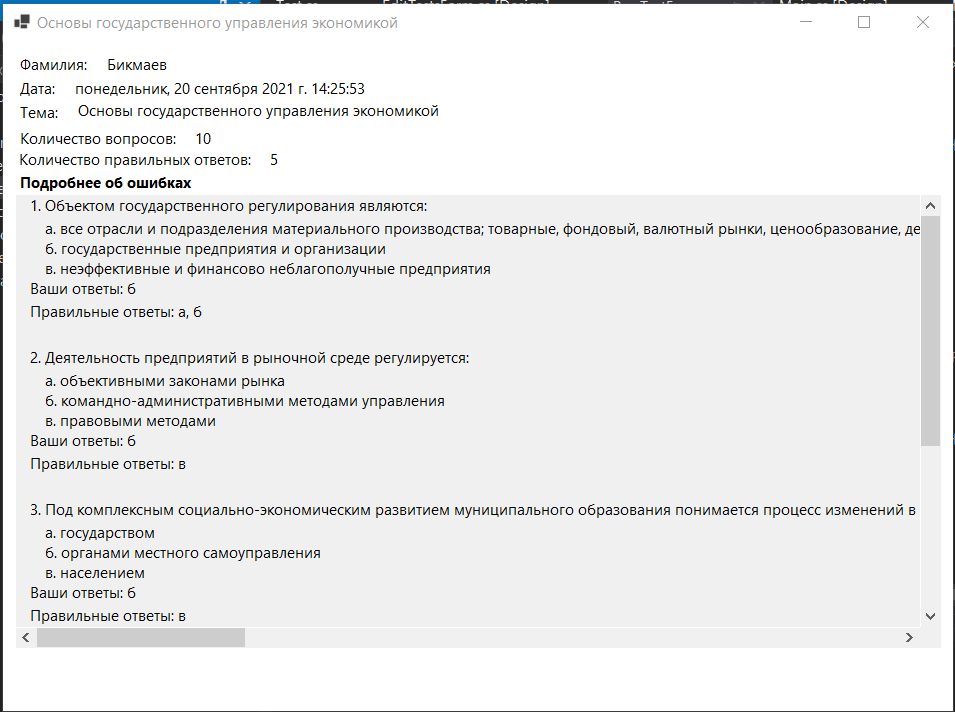 Основы государственного управления экономикой
Фамилия: Бикмаев
Дата: понедельник, 20 сентября 2021 г. 14:25:53
Тема: Основы государственного управления экономикой
Количество вопросов: 10
Количество правильных ответов: 5
Подробнее об ошибках
1. Объектом государственного регулирования являются:
а. все отрасли и подразделения материального производства; товарные, фондовый, валютный рынки, ценообразование, де
б. государственные предприятия и организации
в. неэффективные и финансово неблагополучные предприятия
Ваши ответы: б
Правильные ответы: а, б
2. Деятельность предприятий в рыночной среде регулируется:
а. объективными законами рынка
б. командно-административными методами управления
в. правовыми методами
Ваши ответы: б
Правильные ответы: в
3. Под комплексным социально-экономическим развитием муниципального образования понимается процесс изменений в
а. государством
б. органами местного самоуправления
в. населением
Ваши ответы: б
Правильные ответы: в